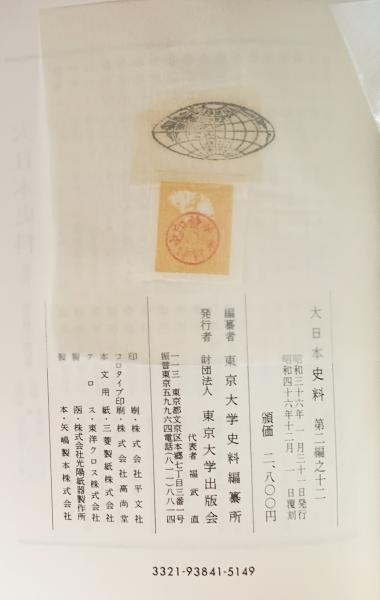 大日本史料 第二編之十二
昭和三十六年 一月三十一日発行
昭和四十六年十二月 一日覆刻
頒価 二、八〇〇円
編纂者 東京大学史料編纂所
発行者 財団法人 東京大学出版会
代表者 福武直
一一三 東京都文京区本郷七丁目三番一号
振替東京五九九六四電話(八一一)八八一四
印刷・株式会社平文社
コロタイプ印刷・株式会社高尚堂
本文用紙・三菱製紙株式会社
クロス・東洋クロス株式会社
製函・株式会社光陽紙器製作所
製本・矢嶋製本株式会社
3321-93841-5149